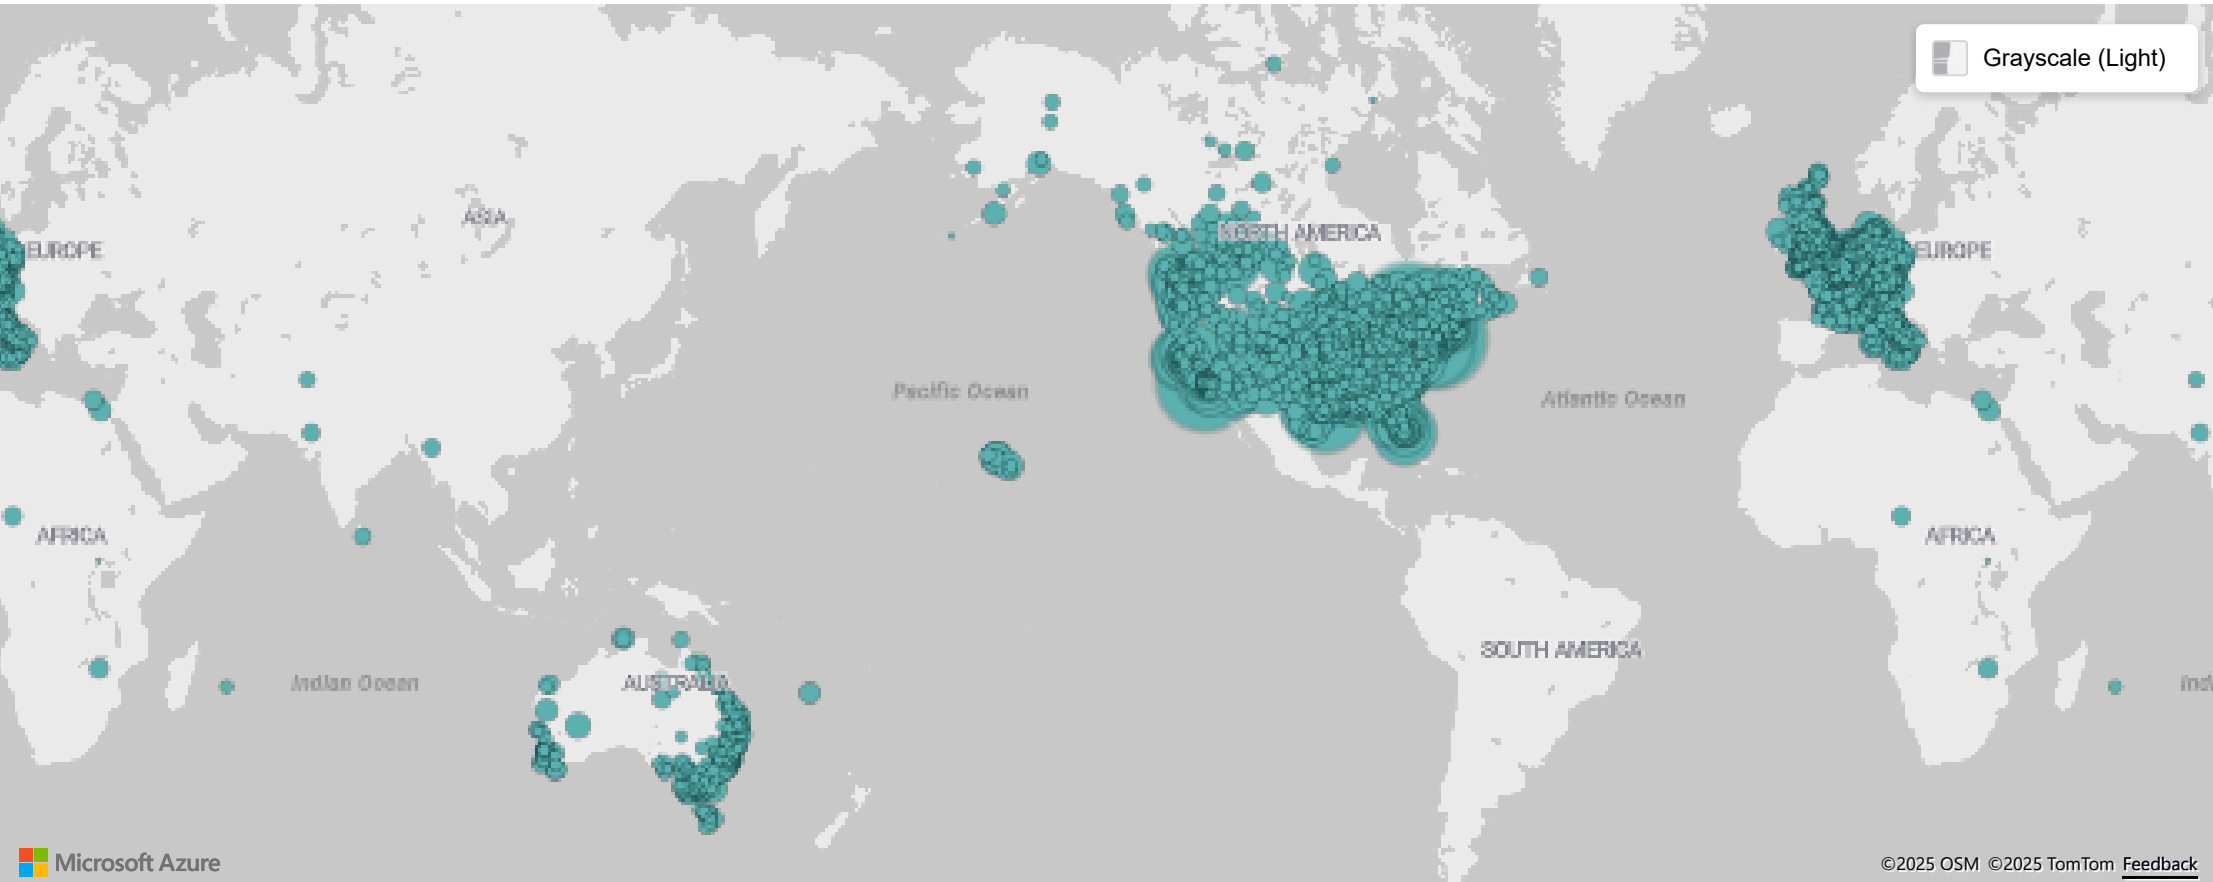 Grayscale (Light)
ASIA
EUROPE
NORTH AMERICA
EUROPE
Pacific Ocean
Atlantic Ocean
AFRICA
AFRICA
SOUTH AMERICA
Indian Ocean
AUSTRALIA
Ind
Microsoft Azure
©2025 OSM ©2025 TomTom Feedback